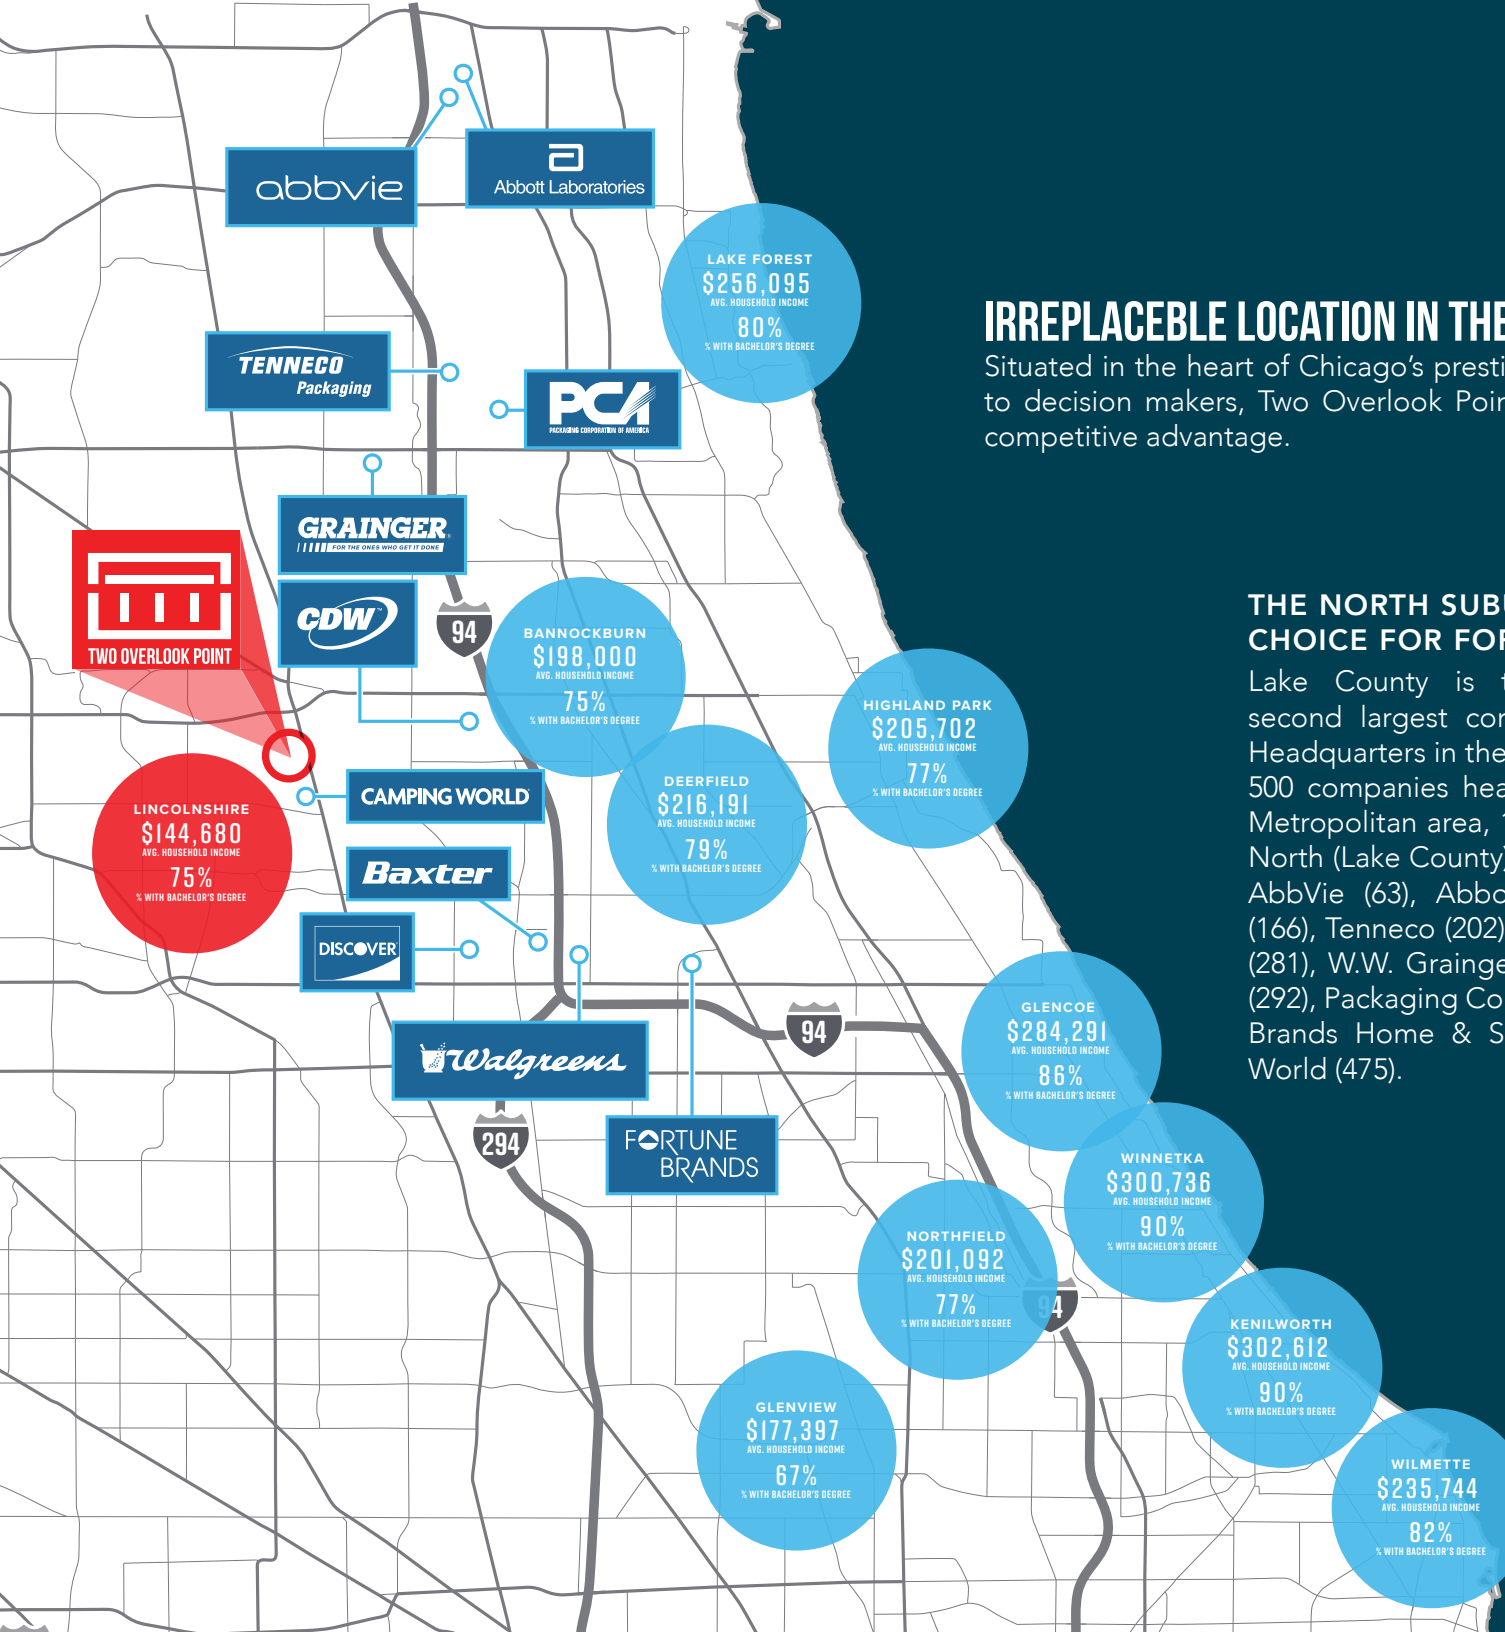 abbvie
Abbott Laboratories
LAKE FOREST
$256,095
AVG. HOUSEHOLD INCOME
80%
% WITH BACHELOR'S DEGREE
IRREPLACEBLE LOCATION IN THE
Situated in the heart of Chicago's presti
to decision makers, Two Overlook Poin
competitive advantage.
TENNECO
Packaging
PCA
PACKAGING CORPORATION OF AMERICA
GRAINGER
FOR THE ONES WHO GET IT DONE
TWO OVERLOOK POINT
CDW
94
BANNOCKBURN
$198,000
AVG. HOUSEHOLD INCOME
75%
% WITH BACHELOR'S DEGREE
THE NORTH SUBU
CHOICE FOR FOR
Lake County is t
second largest cor
Headquarters in the
500 companies hea
Metropolitan area, 1
North (Lake County)
AbbVie (63), Abbo
(166), Tenneco (202)
(281), W.W. Grainge
(292), Packaging Co
Brands Home & S
World (475).
HIGHLAND PARK
$205,702
AVG. HOUSEHOLD INCOME
77%
% WITH BACHELOR'S DEGREE
DEERFIELD
$216,191
AVG. HOUSEHOLD INCOME
79%
% WITH BACHELOR'S DEGREE
LINCOLNSHIRE
$144,680
AVG. HOUSEHOLD INCOME
75%
% WITH BACHELOR'S DEGREE
CAMPING WORLD
Baxter
DISCOVER
Walgreens
94
GLENCOE
$284,291
AVG. HOUSEHOLD INCOME
86%
% WITH BACHELOR'S DEGREE
294
FORTUNE
BRANDS
WINNETKA
$300,736
AVG. HOUSEHOLD INCOME
90%
% WITH BACHELOR'S DEGREE
NORTHFIELD
$201,092
AVG. HOUSEHOLD INCOME
77%
% WITH BACHELOR'S DEGREE
94
KENILWORTH
$302,612
AVG. HOUSEHOLD INCOME
90%
% WITH BACHELOR'S DEGREE
GLENVIEW
$177,397
AVG. HOUSEHOLD INCOME
67%
% WITH BACHELOR'S DEGREE
WILMETTE
$235,744
AVG. HOUSEHOLD INCOME
82%
% WITH BACHELOR'S DEGREE